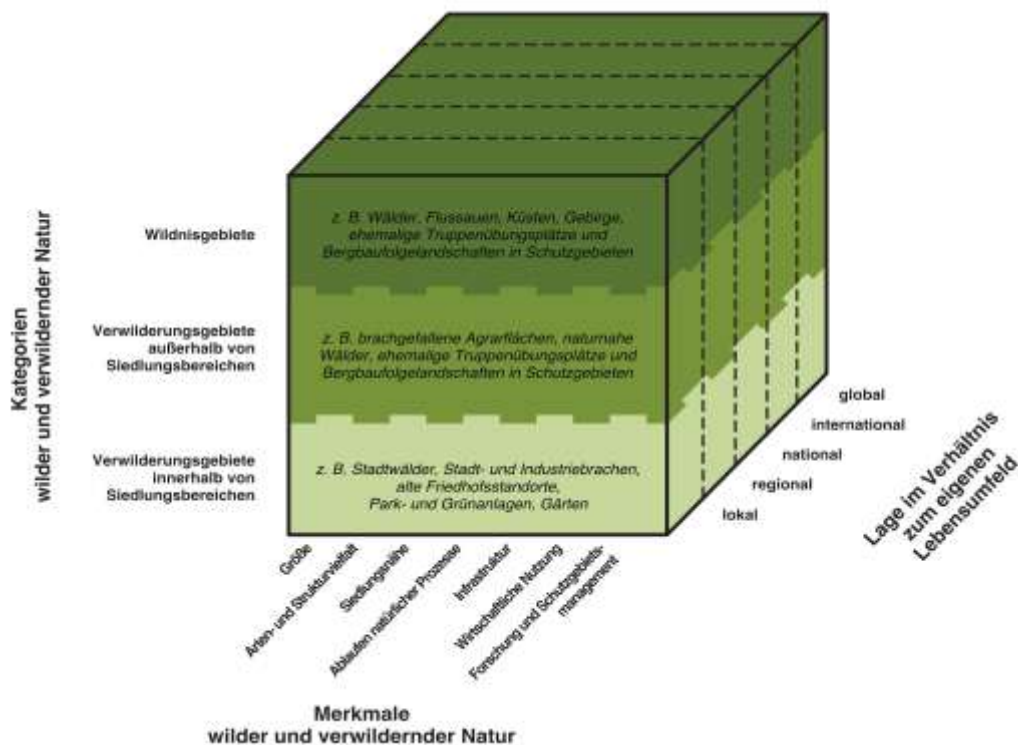 Kategorien
wilder und verwildernder Natur
Wildnisgebiete
z. B. Wälder, Flussauen, Küsten, Gebirge,
ehemalige Truppenübungsplätze und
Bergbaufolgelandschaften in Schutzgebieten
Verwilderungsgebiete
außerhalb von
Siedlungsbereichen
z. B. brachgefallene Agrarflächen, naturnahe
Wälder, ehemalige Truppenübungsplätze und
Bergbaufolgelandschaften in Schutzgebieten
Verwilderungsgebiete
innerhalb von
Siedlungsbereichen
z. B. Stadtwälder, Stadt- und Industriebrachen,
alte Friedhofsstandorte,
Park- und Grünanlagen, Gärten
global
international
national
regional
lokal
Lage im Verhältnis
zum eigenen
Lebensumfeld
Größe
Arten- und Strukturvielfalt
Siedlungsnähe
Ablaufen natürlicher Prozesse
Infrastruktur
Wirtschaftliche Nutzung
Forschung und Schutzgebiets-
management
Merkmale
wilder und verwildernder Natur